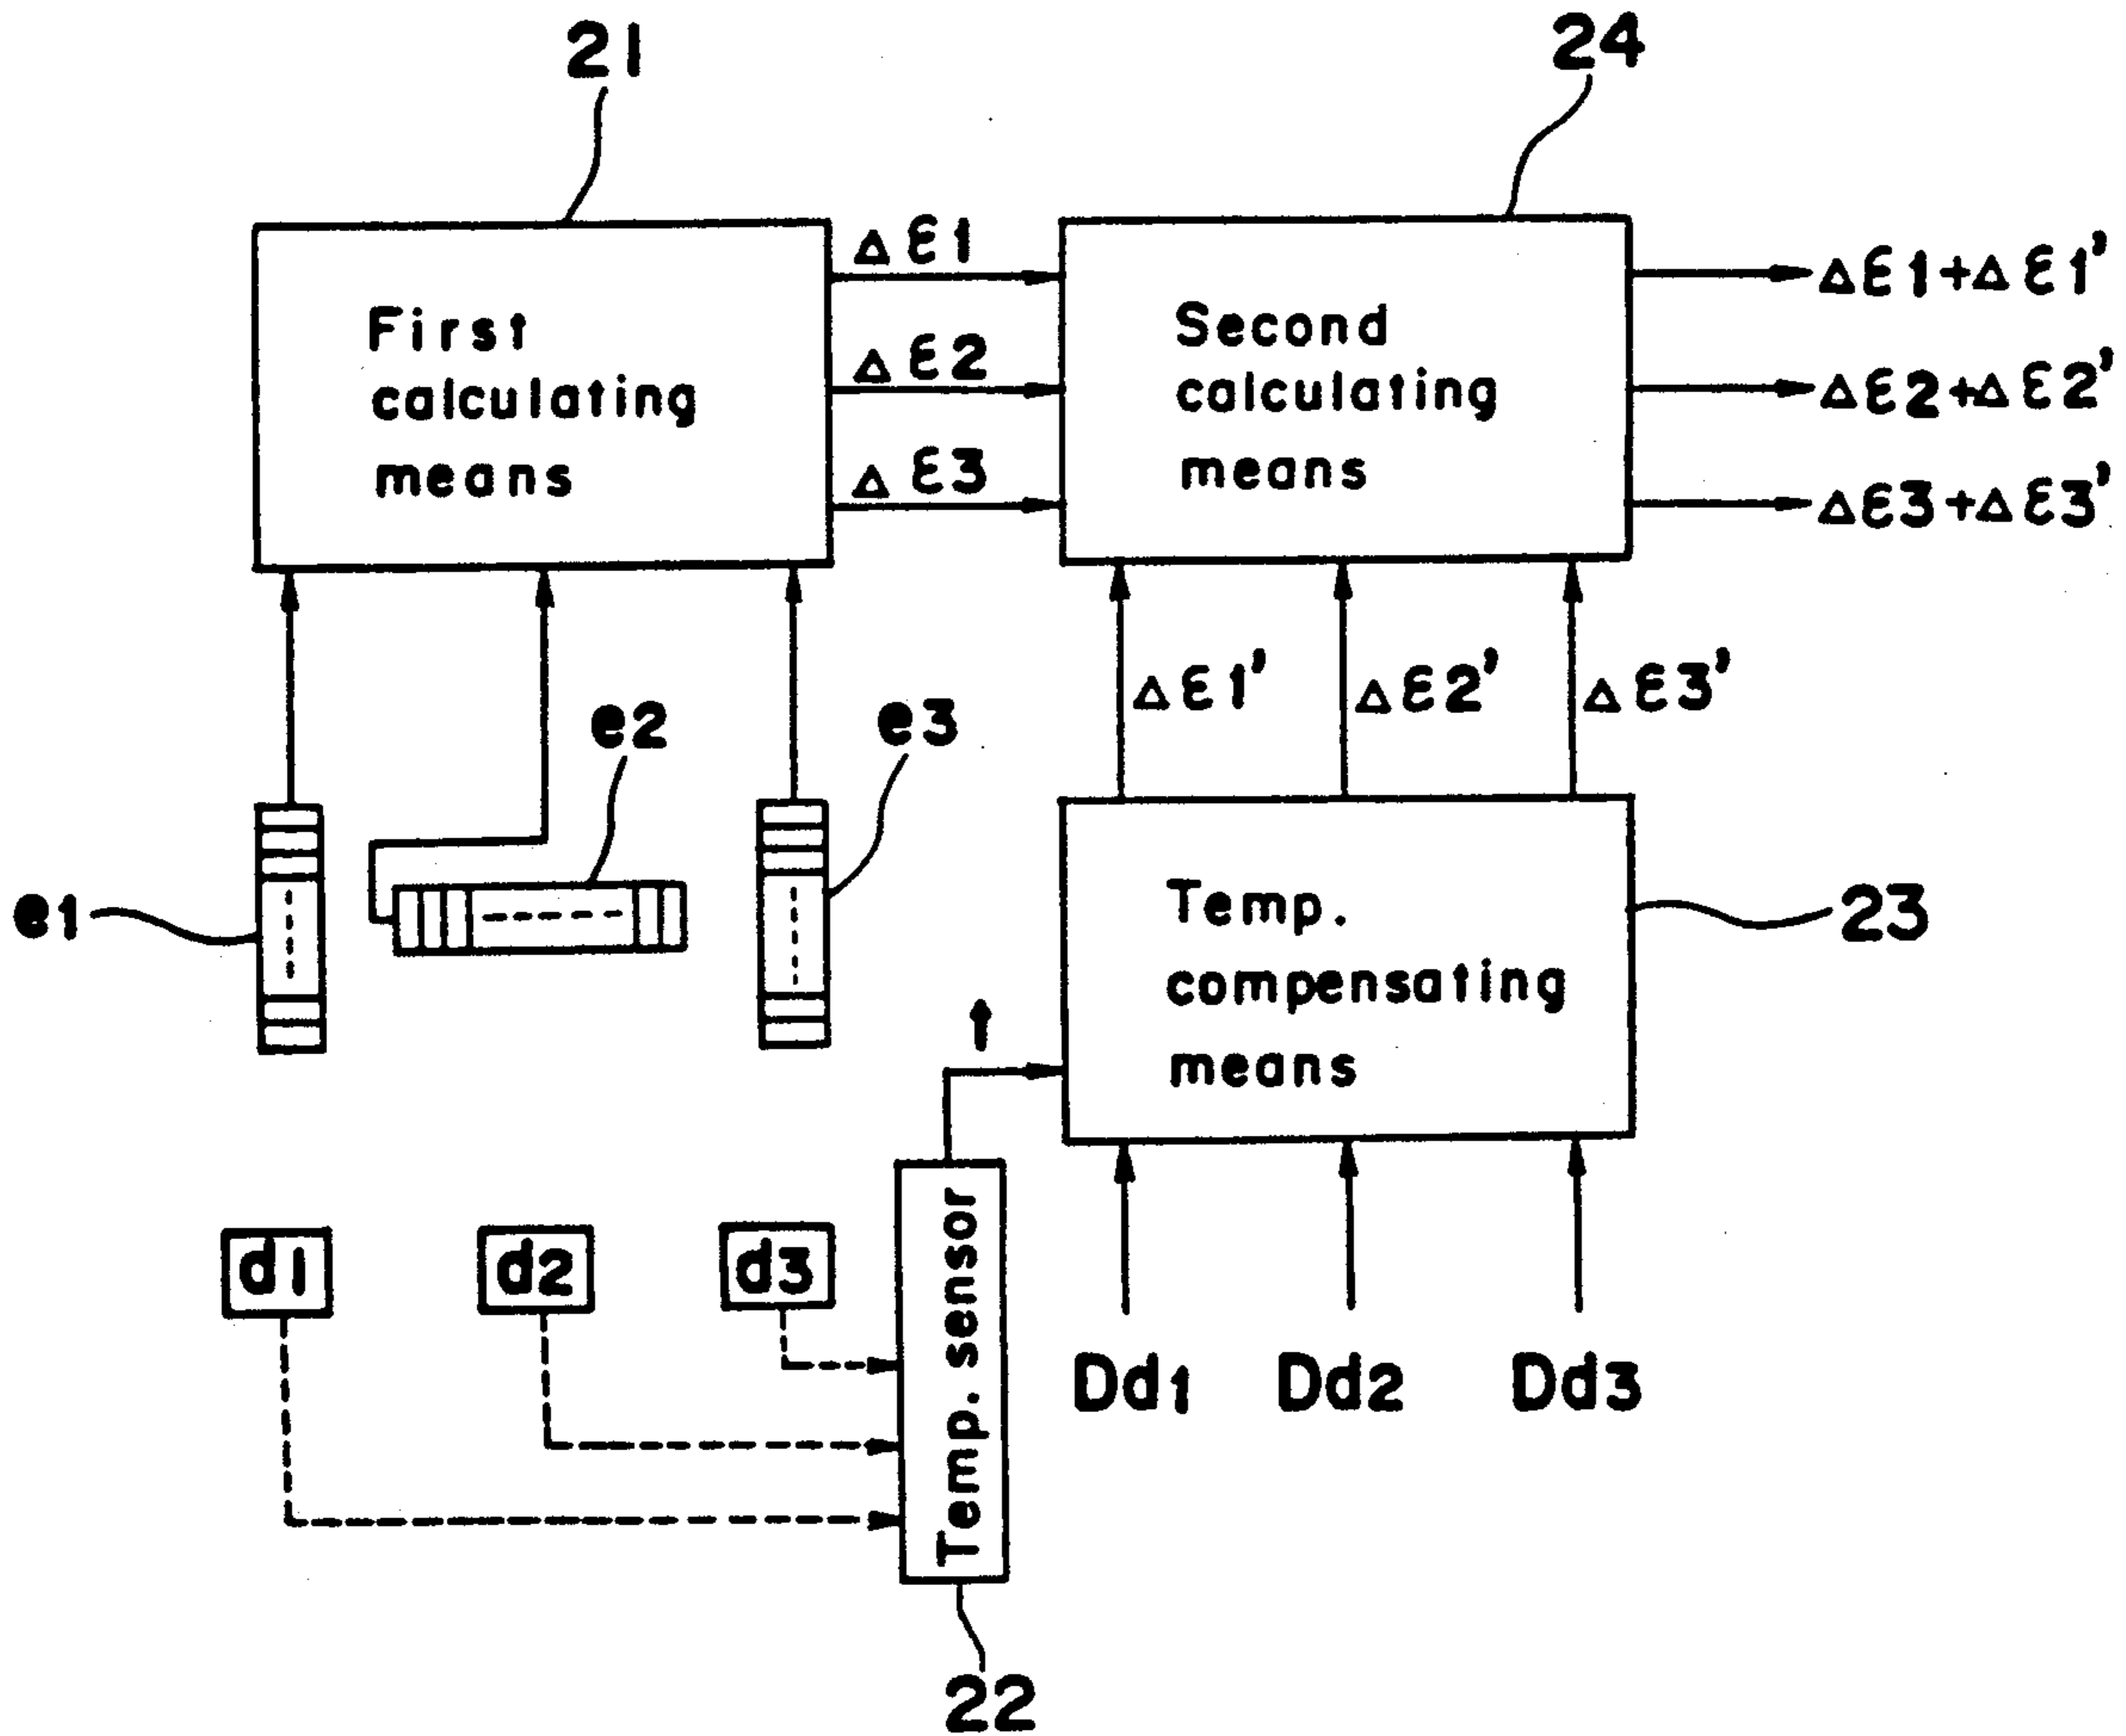 21
24
First
calculating
means
Δε1
Δε2
Δε3
Second
calculating
means
Δε1+Δε1'
Δε2+Δε2'
Δε3+Δε3'
Δε1'
Δε2'
Δε3'
e1
e2
e3
Temp.
compensating
means
23
t
d1
d2
d3
Temp. sensor
Dd1
Dd2
Dd3
22